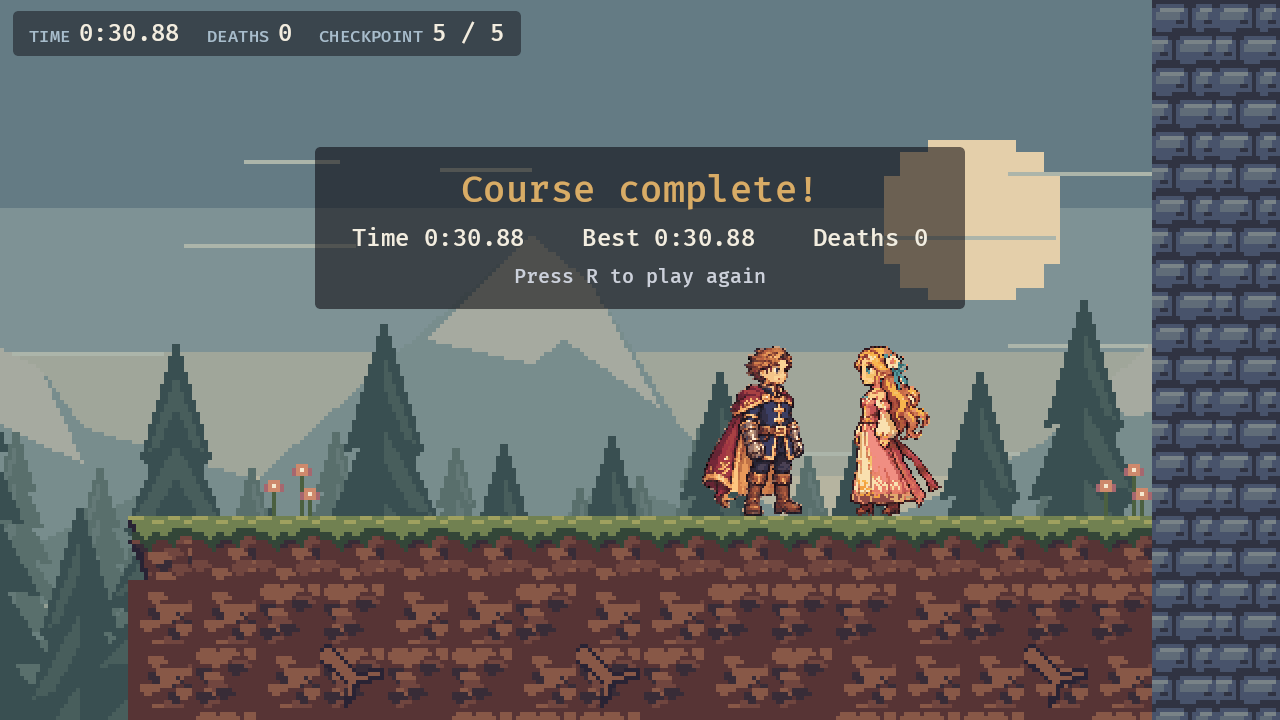 TIME 0:30.88 DEATHS 0 CHECKPOINT 5 / 5
Course complete!
Time 0:30.88 Best 0:30.88 Deaths 0
Press R to play again